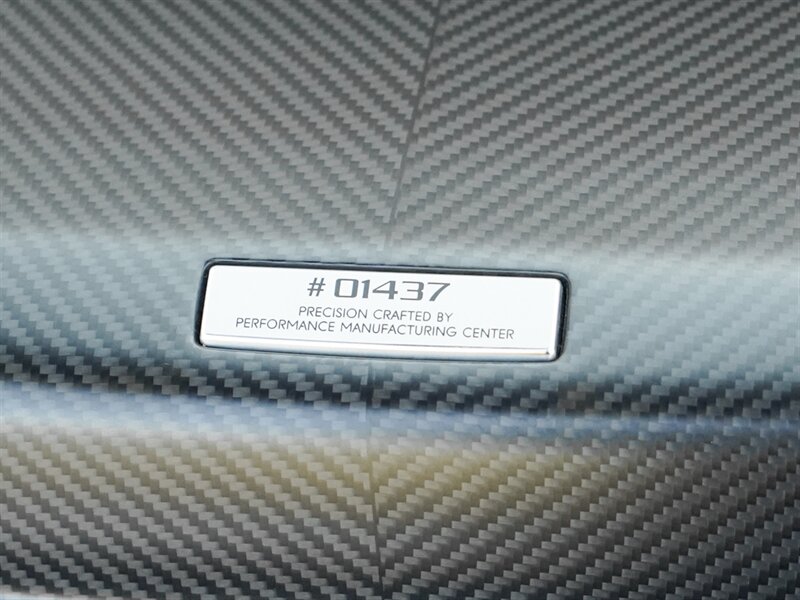 # 01437
PRECISION CRAFTED BY
PERFORMANCE MANUFACTURING CENTER